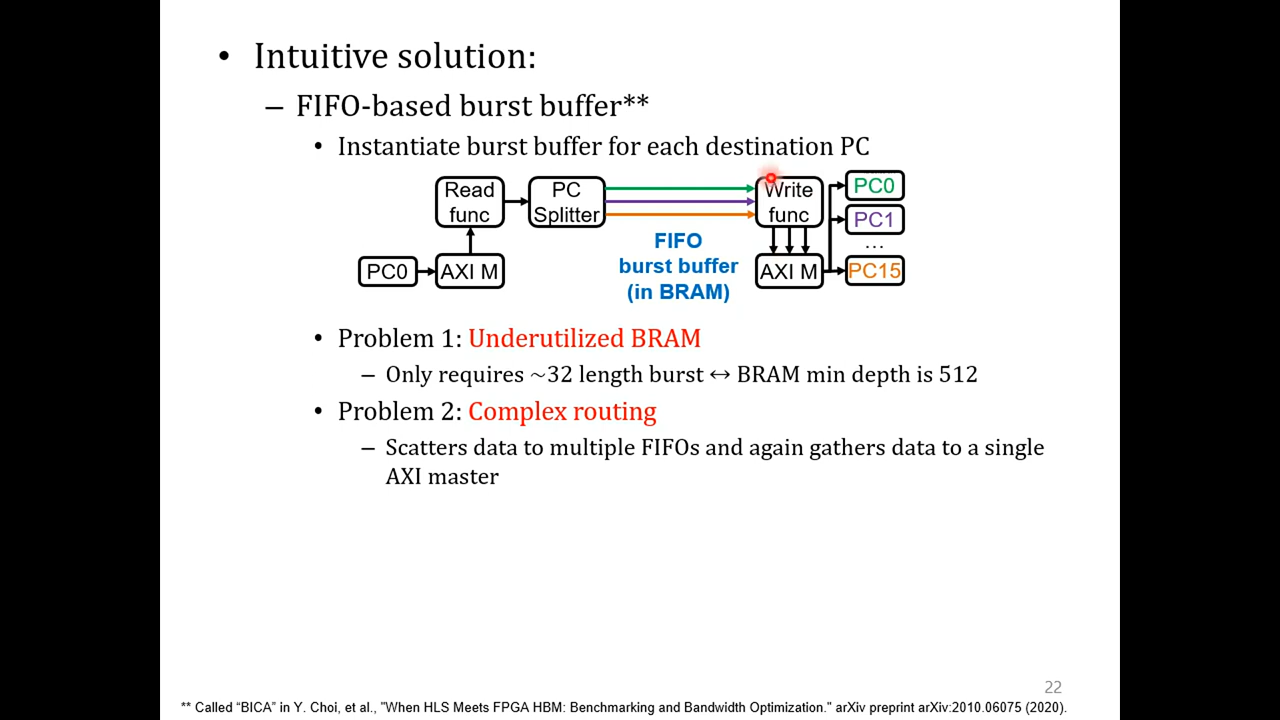 • Intuitive solution:
– FIFO-based burst buffer**
• Instantiate burst buffer for each destination PC
Read func
PC Splitter
Write func
PC0
PC1
...
PC15
PC0
AXI M
FIFO
burst buffer
(in BRAM)
AXI M
• Problem 1: Underutilized BRAM
– Only requires ~32 length burst ↔ BRAM min depth is 512
• Problem 2: Complex routing
– Scatters data to multiple FIFOs and again gathers data to a single
AXI master
22
** Called “BICA” in Y. Choi, et al., "When HLS Meets FPGA HBM: Benchmarking and Bandwidth Optimization." arXiv preprint arXiv:2010.06075 (2020).